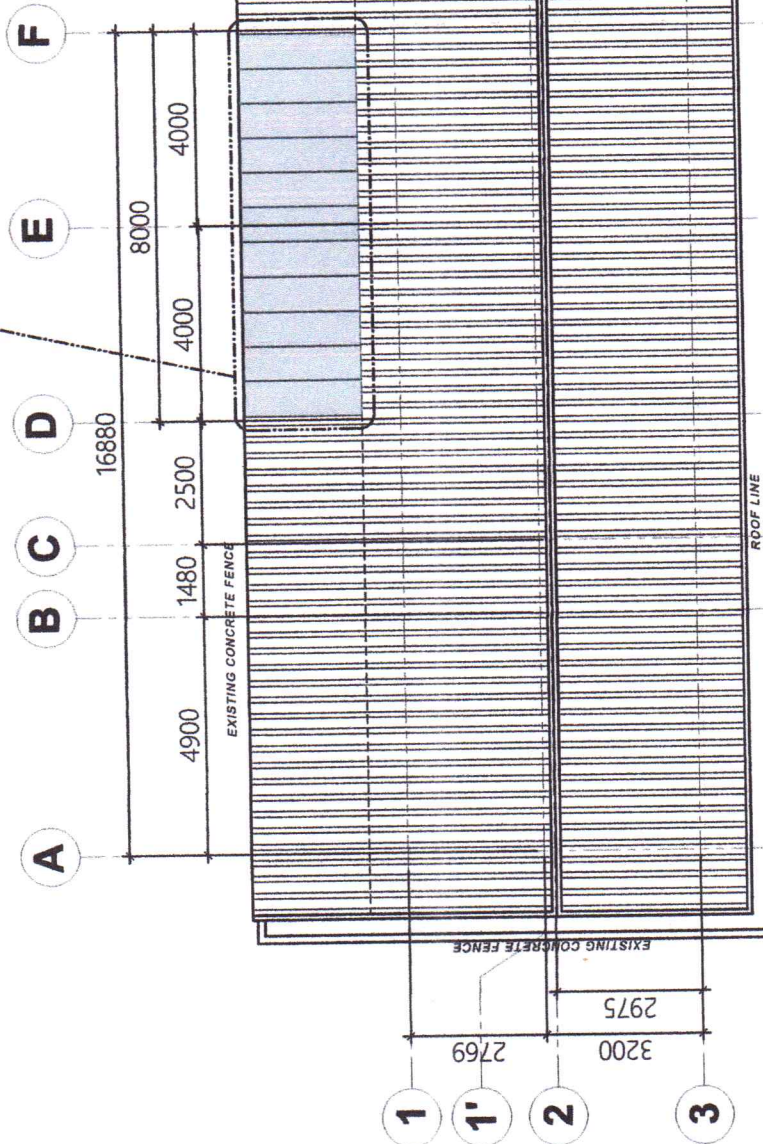 F
E
D
C
B
A
16880
8000
4000
4000
2500
1480
4900
EXISTING CONCRETE FENCE
EXISTING CONCRETE FENCE
ROOF LINE
2769
3200
2975
1
1'
2
3